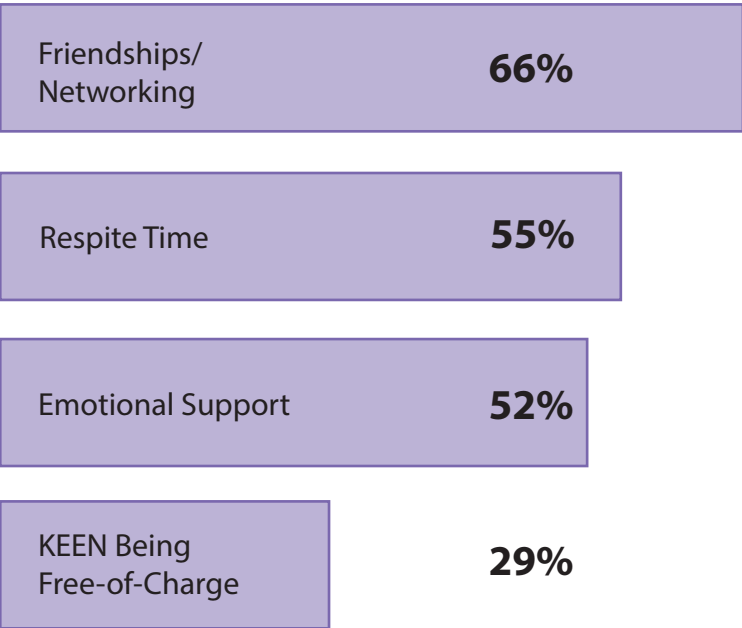 Friendships/
Networking
66%
Respite Time
55%
Emotional Support
52%
KEEN Being
Free-of-Charge
29%